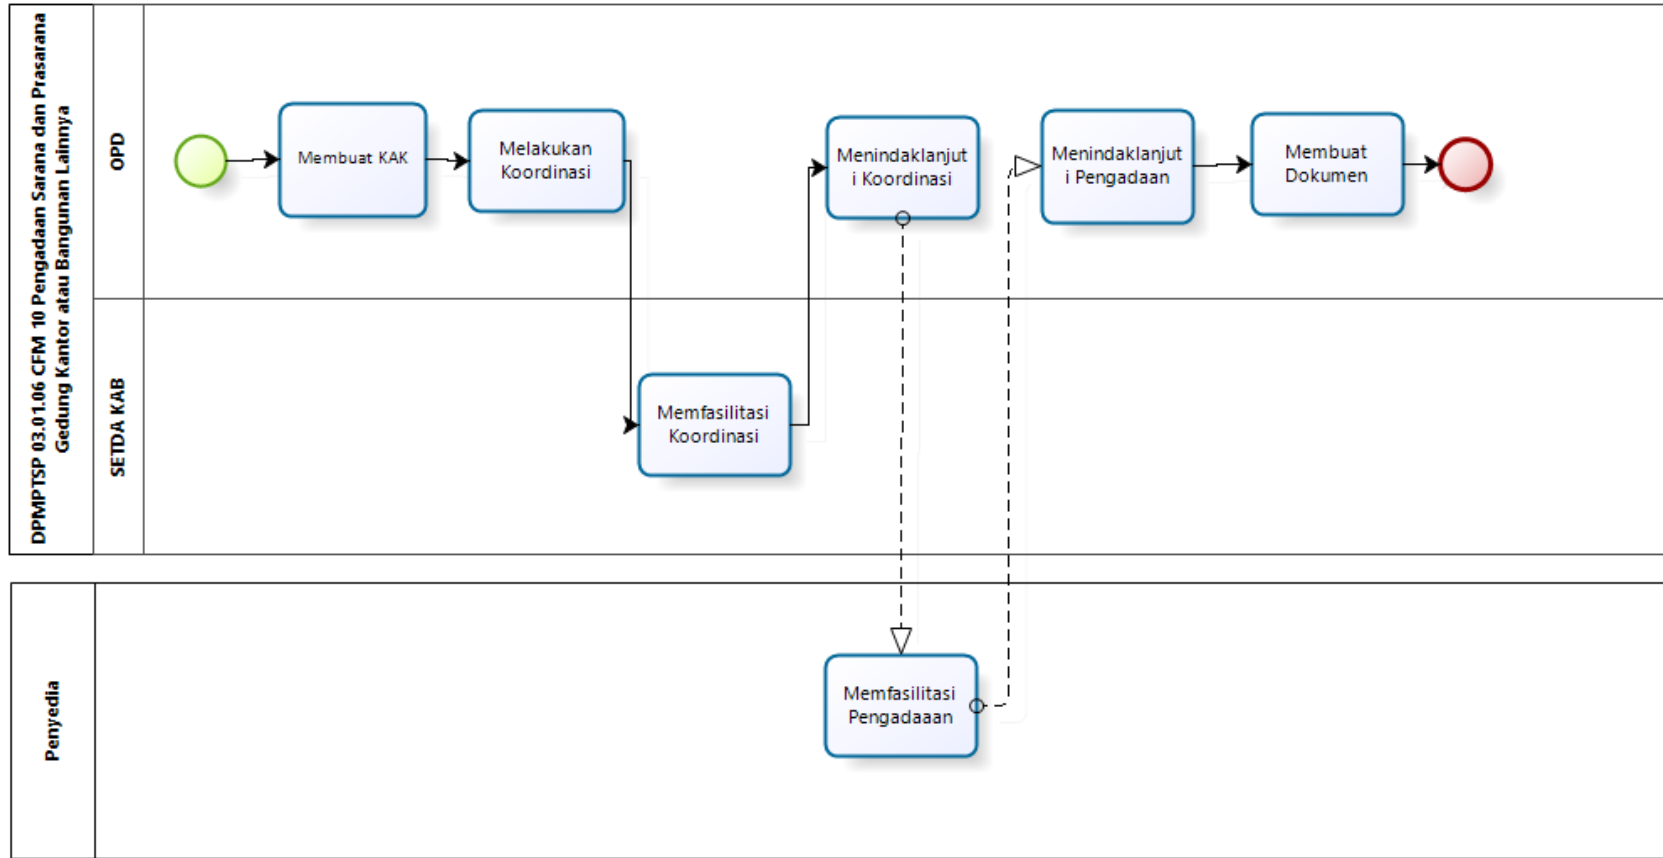 DPMPTSP 03.01.06 CFM 10 Pengadaan Sarana dan Prasarana
Gedung Kantor atau Bangunan Lainnya
OPD
Membuat KAK
Melakukan
Koordinasi
Menindaklanjut
i Koordinasi
Menindaklanjut
i Pengadaan
Membuat
Dokumen
SETDA KAB
Memfasilitasi
Koordinasi
Penyedia
Memfasilitasi
Pengadaaan